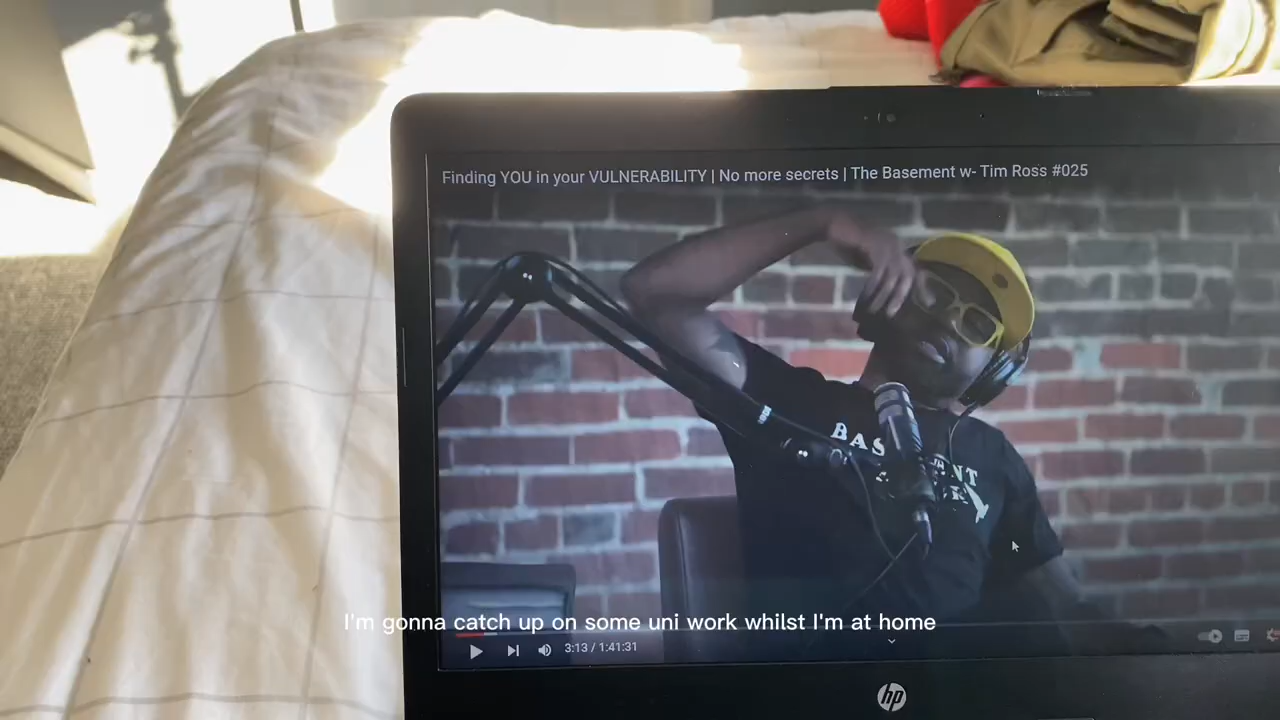 Finding YOU in your VULNERABILITY | No more secrets | The Basement w- Tim Ross #025
BAS
I'm gonna catch up on some uni work whilst I'm at home
3:13 / 1:41:31
hp